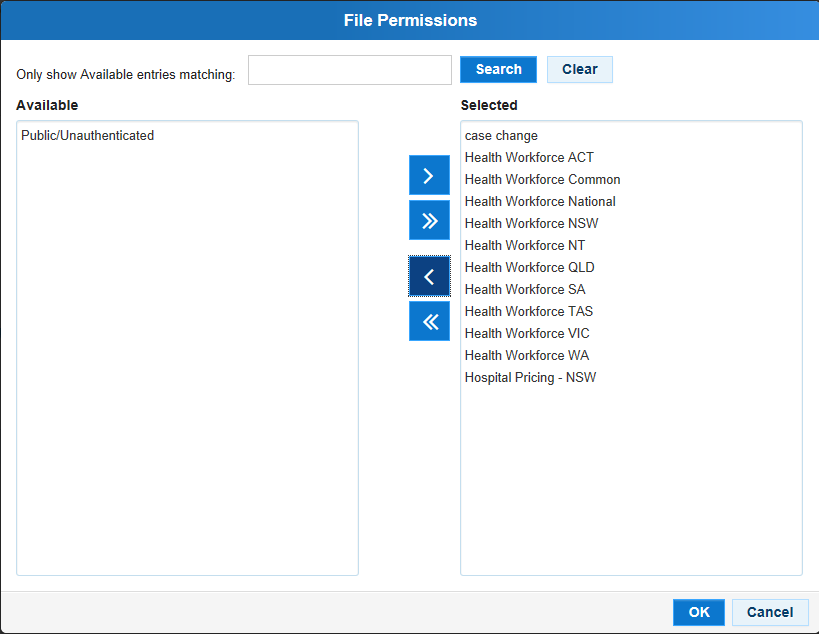 File Permissions
Only show Available entries matching:
Search
Clear
Available
Selected
Public/Unauthenticated
case change
Health Workforce ACT
Health Workforce Common
Health Workforce National
Health Workforce NSW
Health Workforce NT
Health Workforce QLD
Health Workforce SA
Health Workforce TAS
Health Workforce VIC
Health Workforce WA
Hospital Pricing - NSW
OK
Cancel